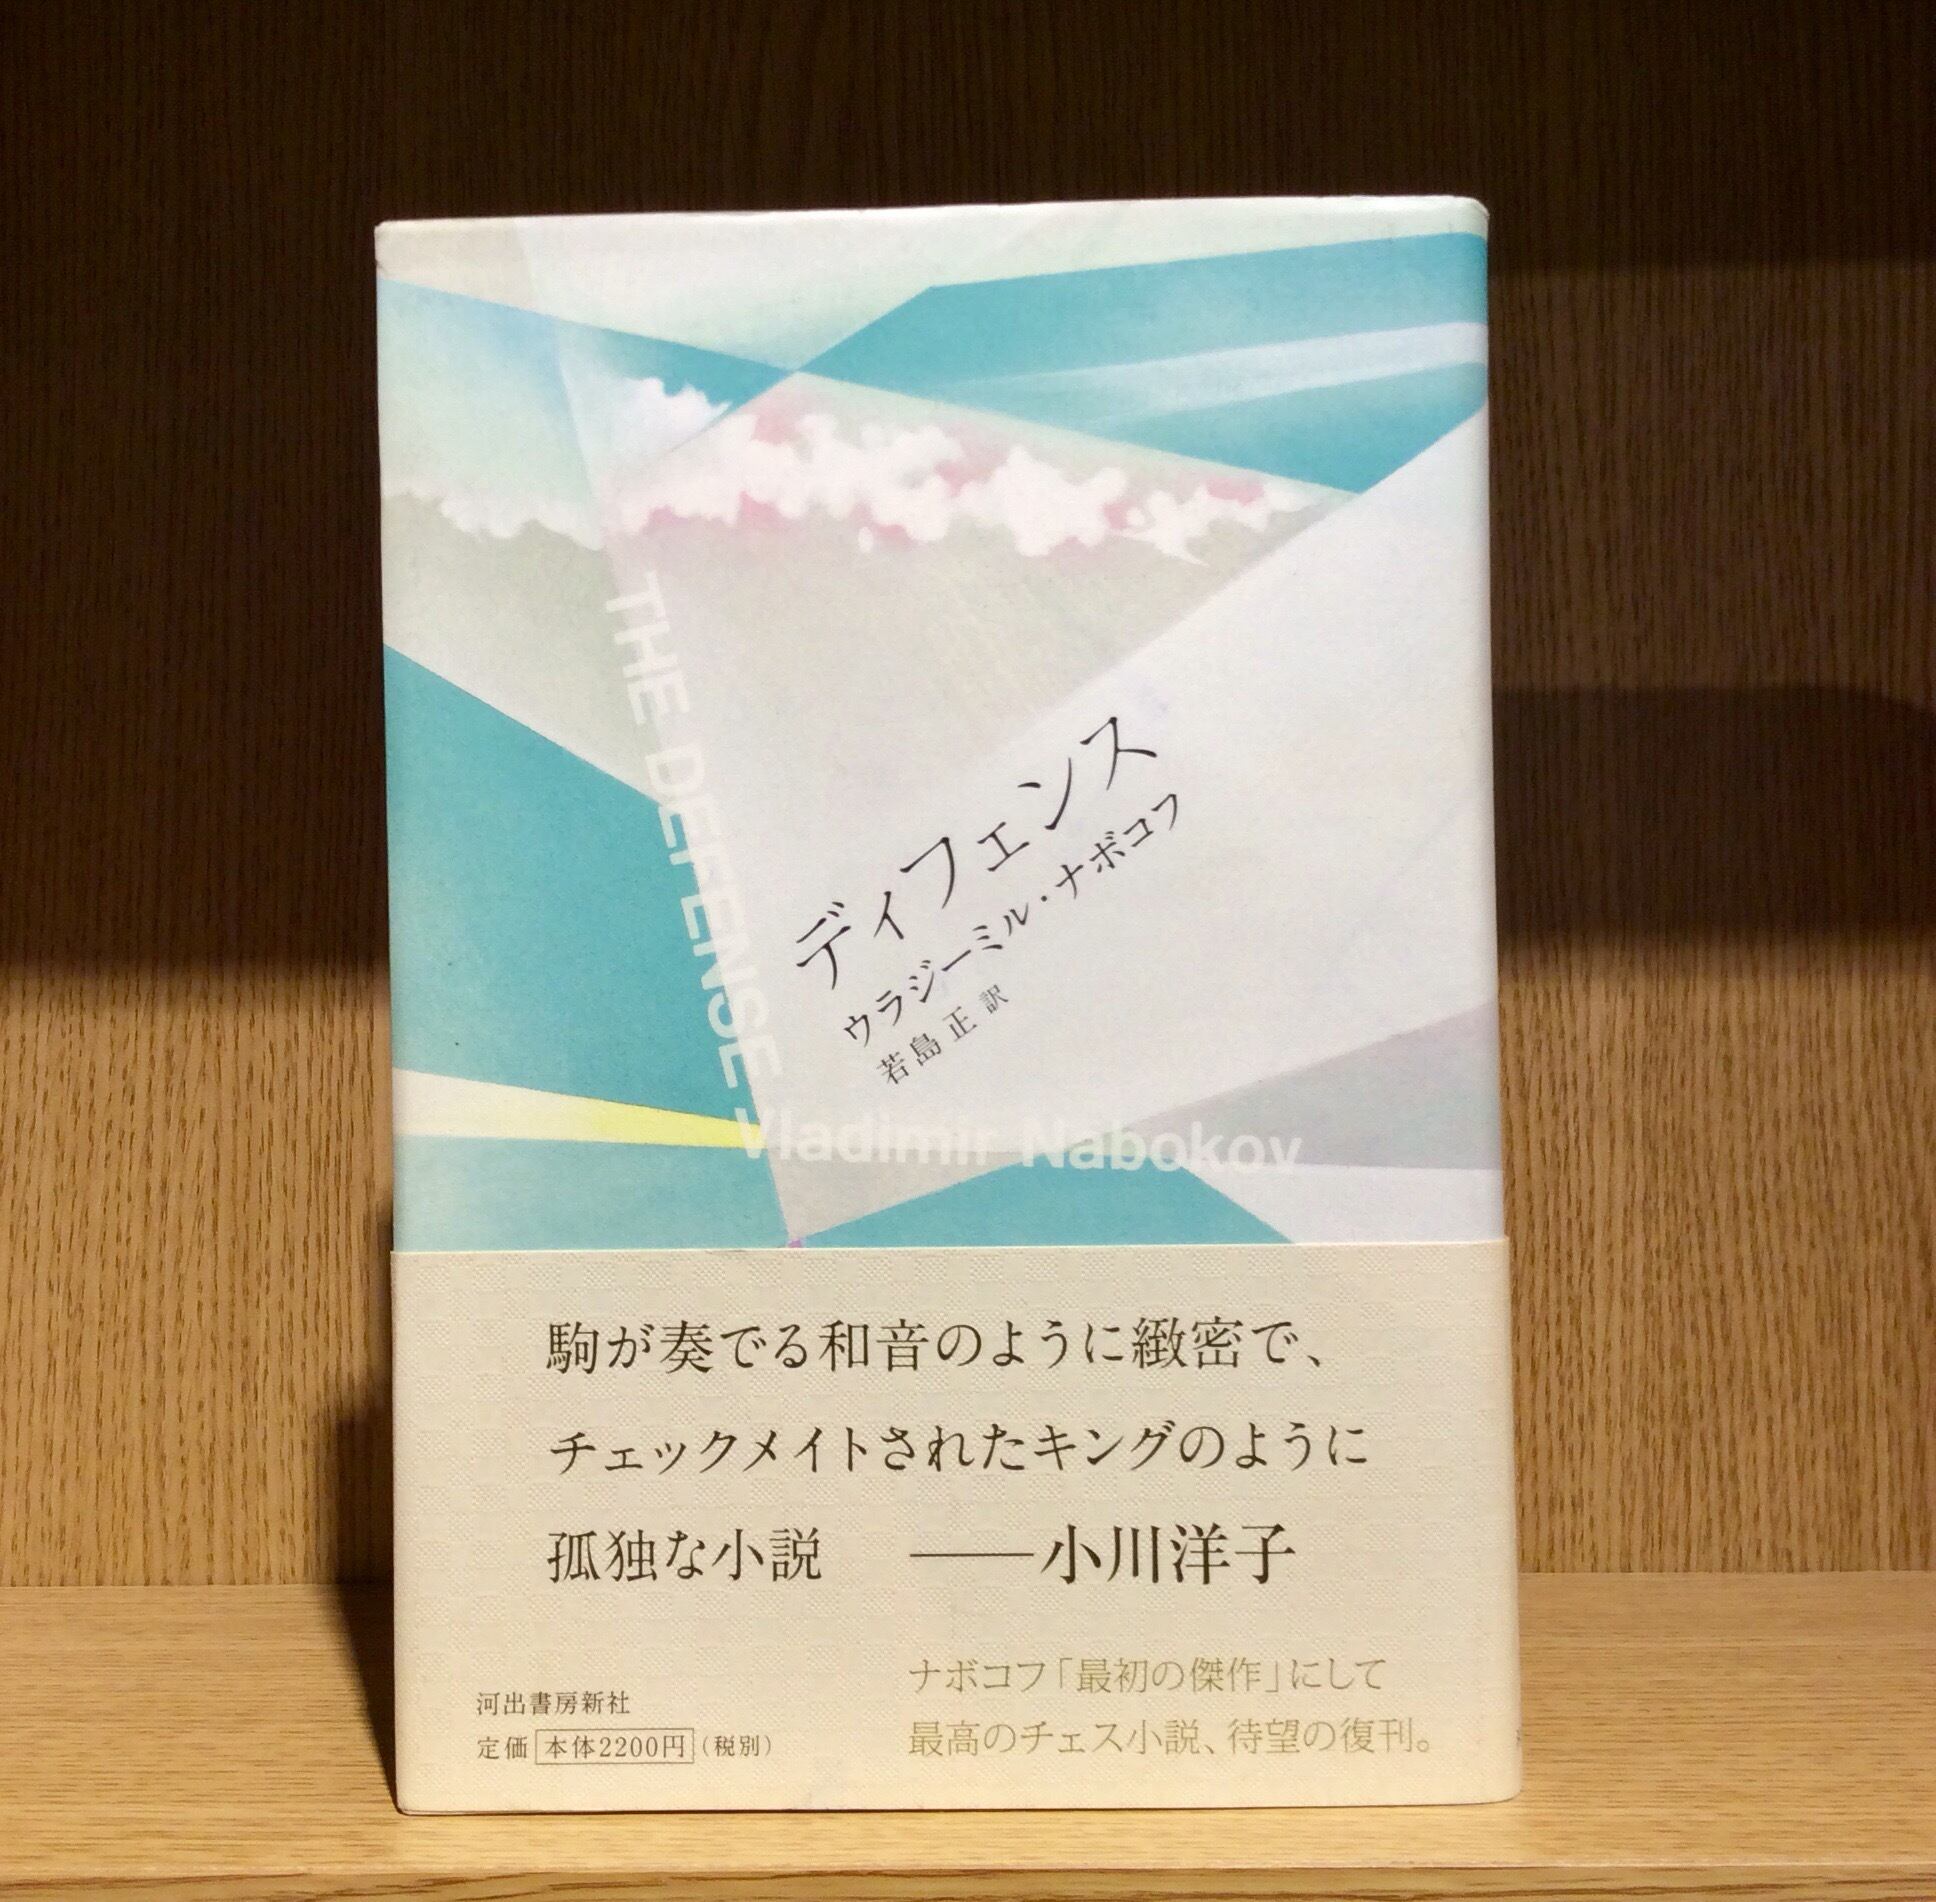 THE DEFENSE
ディフェンス
ウラジーミル・ナボコフ
若島 正 訳
Vladimir Nabokov
駒が奏でる和音のように緻密で、
チェックメイトされたキングのように
孤独な小説 ――小川洋子
ナボコフ「最初の傑作」にして
最高のチェス小説、待望の復刊。
河出書房新社
定価 本体2200円 (税別)